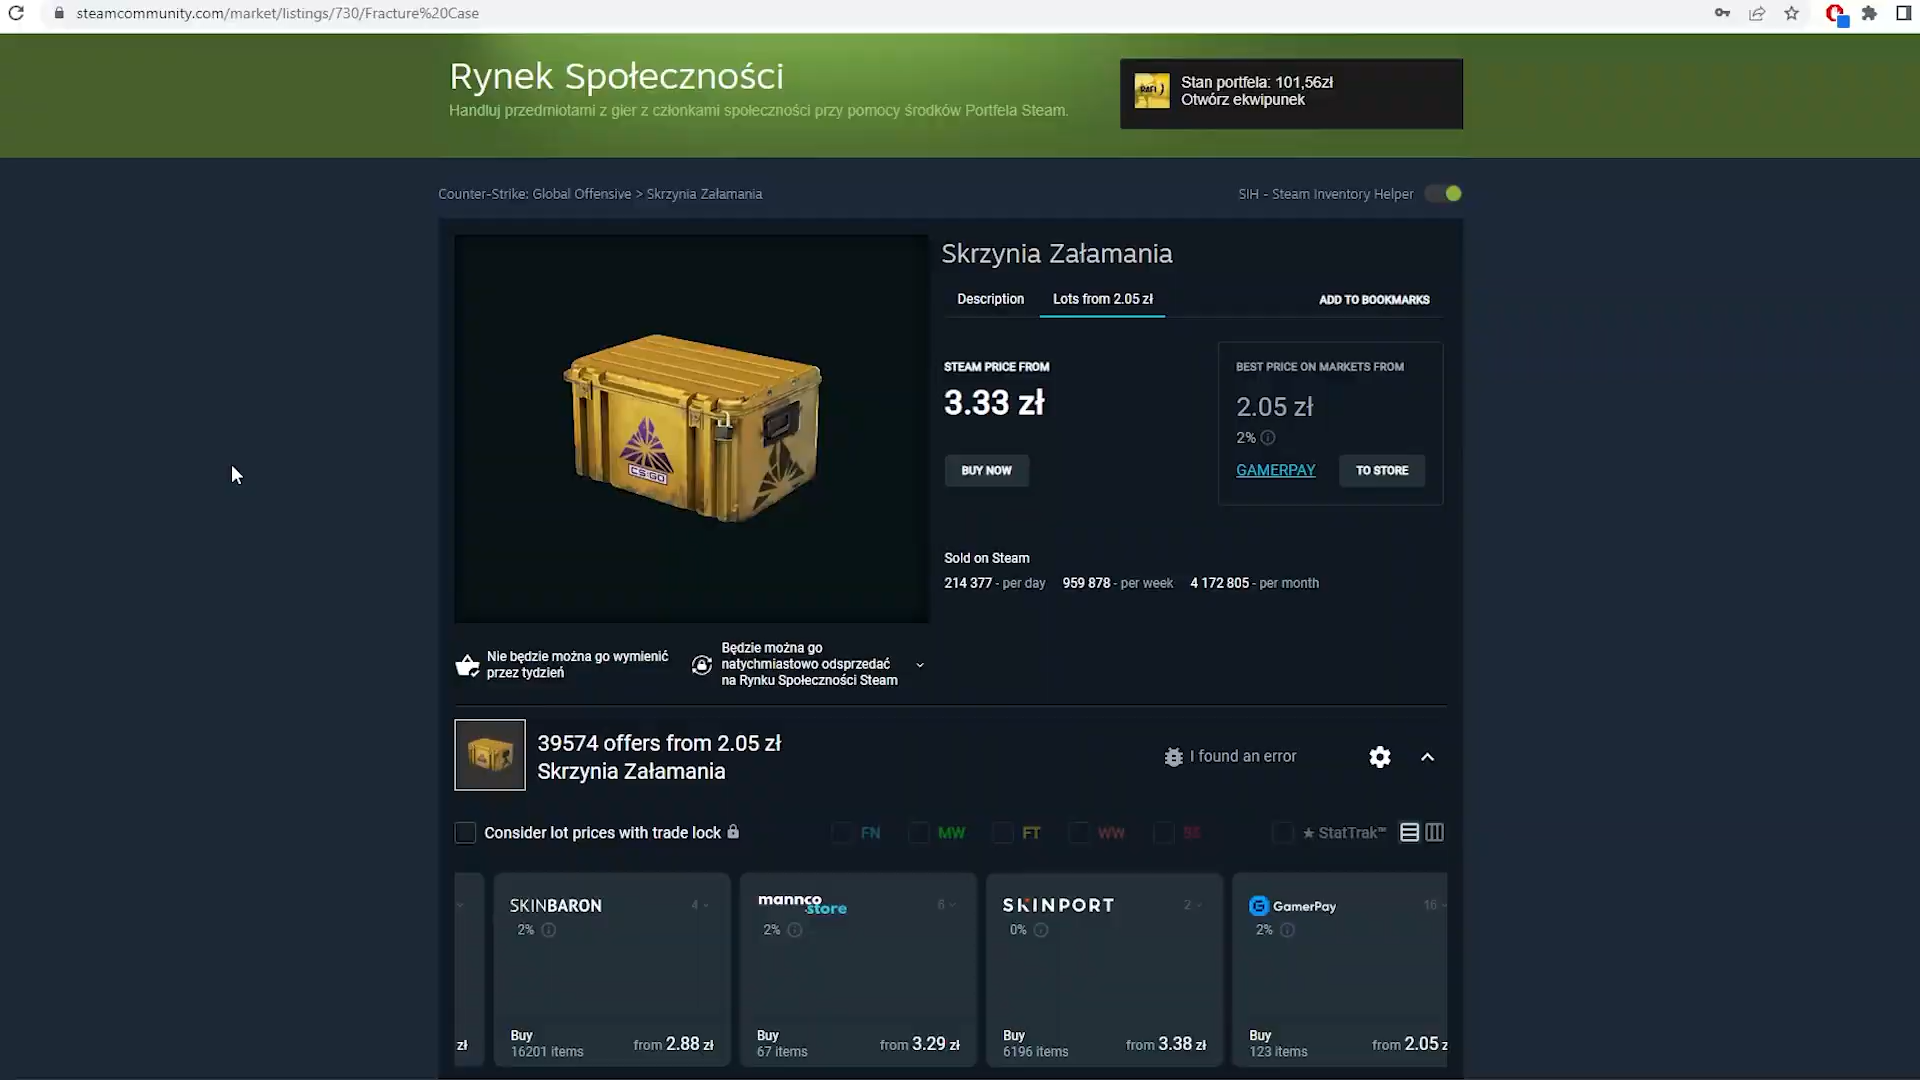 steamcommunity.com/market/listings/730/Fracture%20Case
Rynek Społeczności
Handluj przedmiotami z gier z członkami społeczności przy pomocy środków Portfela Steam.
Stan portfela: 101,56zł
Otwórz ekwipunek
Counter-Strike: Global Offensive > Skrzynia Załamania
SIH - Steam Inventory Helper
Skrzynia Załamania
Description
Lots from 2.05 zł
ADD TO BOOKMARKS
STEAM PRICE FROM
3.33 zł
BUY NOW
BEST PRICE ON MARKETS FROM
2.05 zł
2%
GAMERPAY
TO STORE
CS:GO
Sold on Steam
214 377 - per day 959 878 - per week 4 172 805 - per month
Nie będzie można go wymienić
przez tydzień
Będzie można go
natychmiastowo odsprzedać
na Rynku Społeczności Steam
39574 offers from 2.05 zł
Skrzynia Załamania
I found an error
Consider lot prices with trade lock
FN MW FT WW BS
★ StatTrak™
zł
SKINBARON 4
2%
Buy
16201 items
from 2.88 zł
mannco
store
6
2%
Buy
67 items
from 3.29 zł
SKINPORT 2
0%
Buy
6196 items
from 3.38 zł
GamerPay 16
2%
Buy
123 items
from 2.05 z